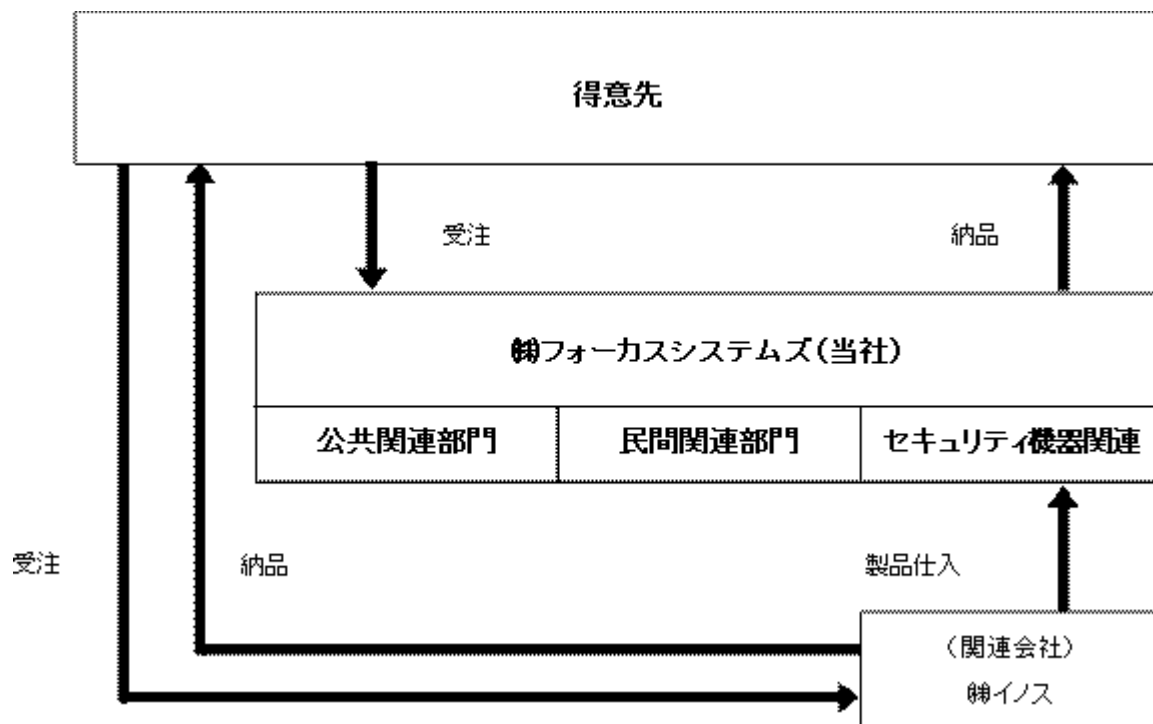 得意先
受注
納品
㈱フォーカスシステムズ(当社)
公共関連部門
民間関連部門
セキュリティ機器関連
受注
納品
製品仕入
(関連会社)
㈱イノス